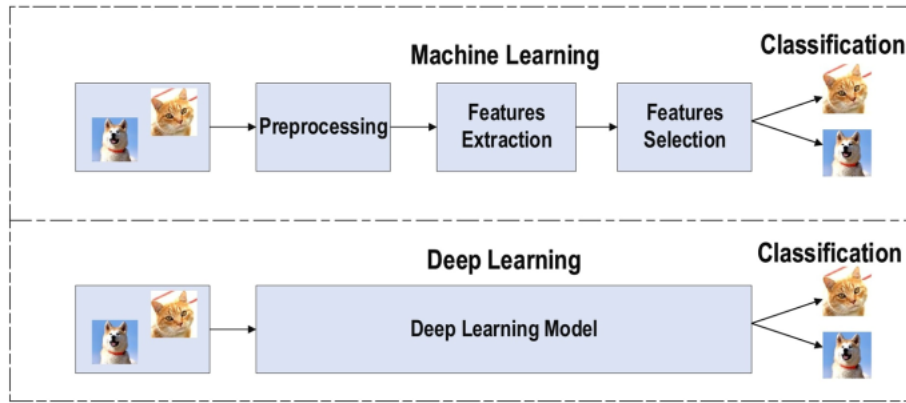 Machine Learning
Classification
Preprocessing
Features
Extraction
Features
Selection
Deep Learning
Classification
Deep Learning Model